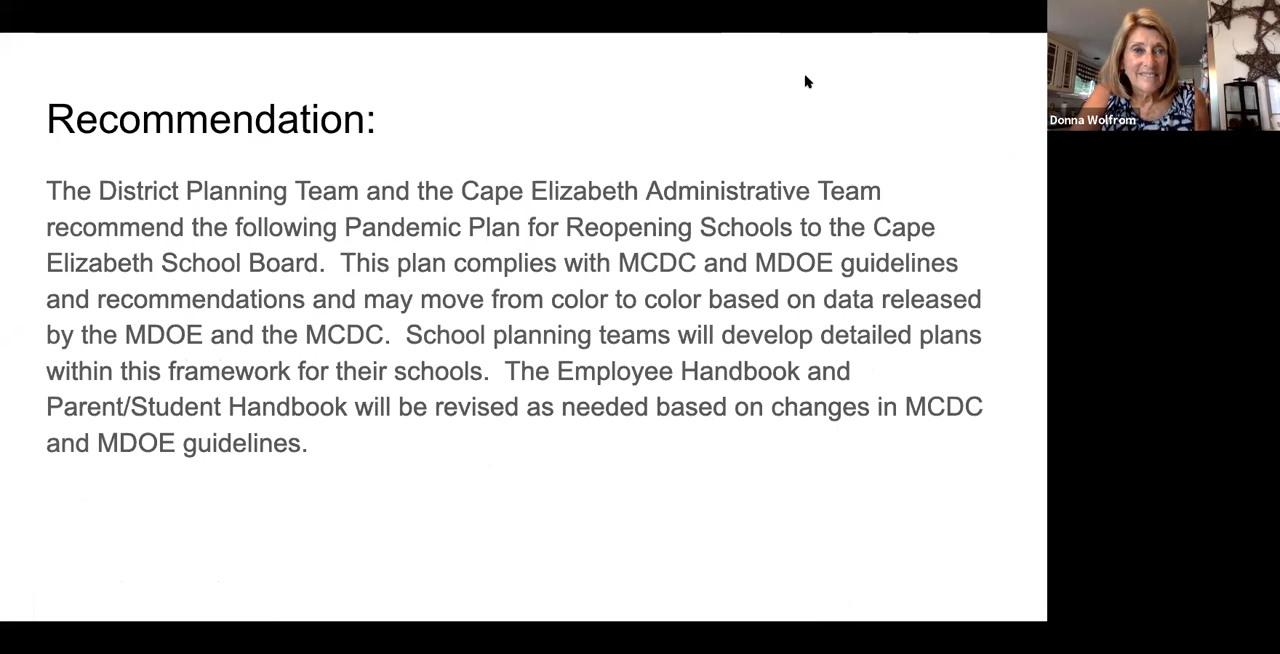 Recommendation:
The District Planning Team and the Cape Elizabeth Administrative Team
recommend the following Pandemic Plan for Reopening Schools to the Cape
Elizabeth School Board.  This plan complies with MCDC and MDOE guidelines
and recommendations and may move from color to color based on data released
by the MDOE and the MCDC.  School planning teams will develop detailed plans
within this framework for their schools.  The Employee Handbook and
Parent/Student Handbook will be revised as needed based on changes in MCDC
and MDOE guidelines.
Donna Wolfrom